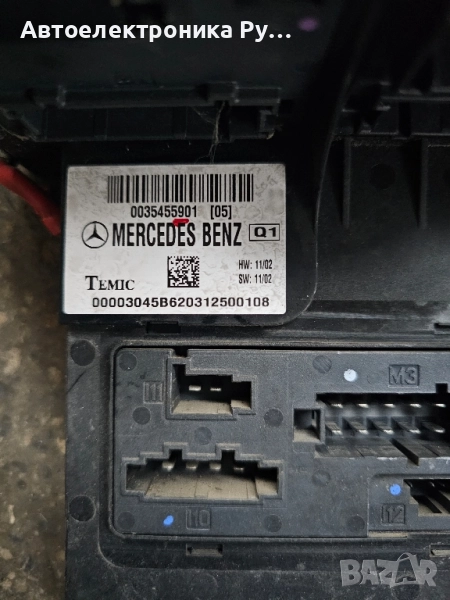 Автоелектроника Ру...
0035455901 [05]
MERCEDES BENZ Q1
HW: 11/02
SW: 11/02
TEMIC
00003045B620312500108
M3
11
10
12
BAZAR